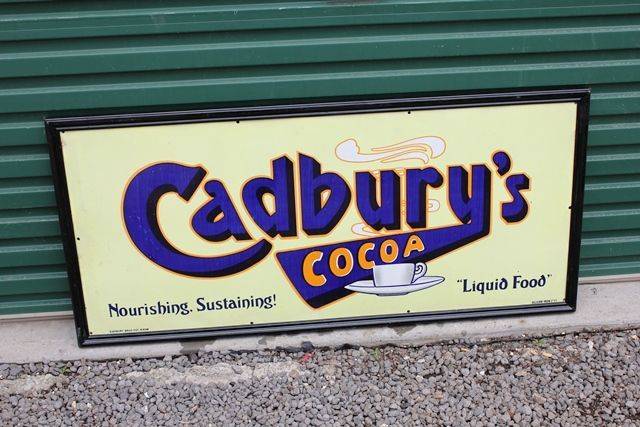 Cadbury's
COCOA
Nourishing. Sustaining!
"Liquid Food"